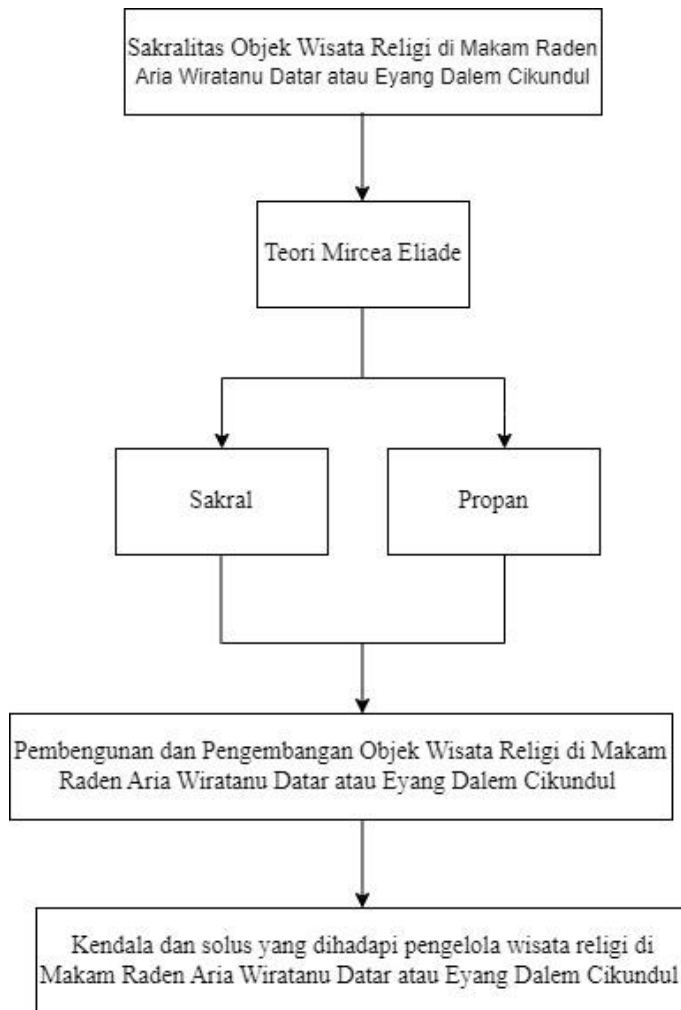 Sakralitas Objek Wisata Religi di Makam Raden
Aria Wiratanu Datar atau Eyang Dalem Cikundul
Teori Mircea Eliade
Sakral
Propan
Pembengunan dan Pengembangan Objek Wisata Religi di Makam
Raden Aria Wiratanu Datar atau Eyang Dalem Cikundul
Kendala dan solus yang dihadapi pengelola wisata religi di
Makam Raden Aria Wiratanu Datar atau Eyang Dalem Cikundul